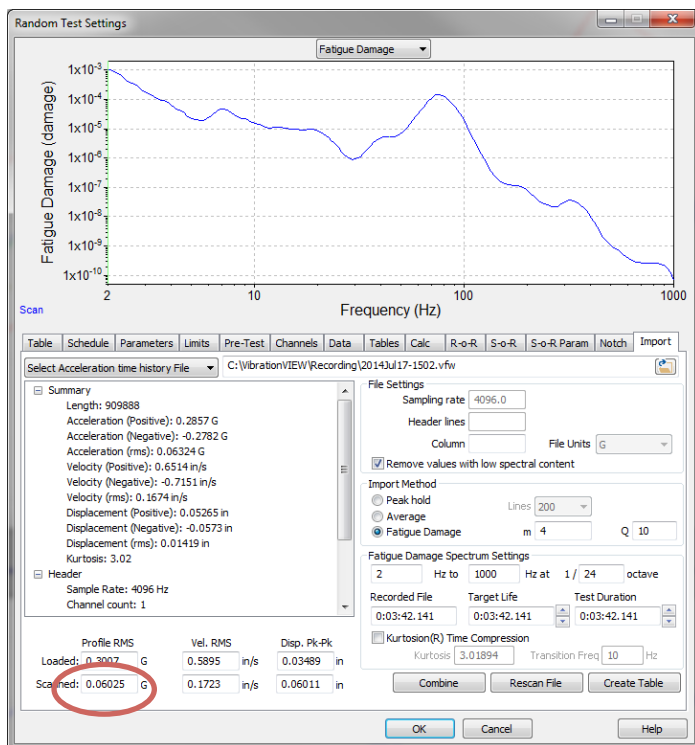 Random Test Settings
Fatigue Damage
Fatigue Damage (damage)
1x10-3
1x10-4
1x10-5
1x10-6
1x10-7
1x10-8
1x10-9
1x10-10
2 10 100 1000
Scan
Frequency (Hz)
Table Schedule Parameters Limits Pre-Test Channels Data Tables Calc R-o-R S-o-R S-o-R Param Notch Import
Select Acceleration time history File C:\VibrationVIEW\Recording\2014Jul17-1502.vfw
Summary
Length: 909888
Acceleration (Positive): 0.2857 G
Acceleration (Negative): -0.2782 G
Acceleration (rms): 0.06324 G
Velocity (Positive): 0.6514 in/s
Velocity (Negative): -0.7151 in/s
Velocity (rms): 0.1674 in/s
Displacement (Positive): 0.05265 in
Displacement (Negative): -0.0573 in
Displacement (rms): 0.01419 in
Kurtosis: 3.02
Header
Sample Rate: 4096 Hz
Channel count: 1
File Settings
Sampling rate 4096.0
Header lines
Column File Units G
Remove values with low spectral content
Import Method
Peak hold
Average
Lines 200
Fatigue Damage m 4 Q 10
Fatigue Damage Spectrum Settings
2 Hz to 1000 Hz at 1/ 24 octave
Recorded File Target Life Test Duration
0:03:42.141 0:03:42.141 0:03:42.141
Kurtosion(R) Time Compression
Kurtosis 3.01894 Transition Freq 10 Hz
Profile RMS Vel. RMS Disp. Pk-Pk
Loaded: 0.3007 G 0.5895 in/s 0.03489 in
Scanned: 0.06025 G 0.1723 in/s 0.06011 in
Combine Rescan File Create Table
OK Cancel Help